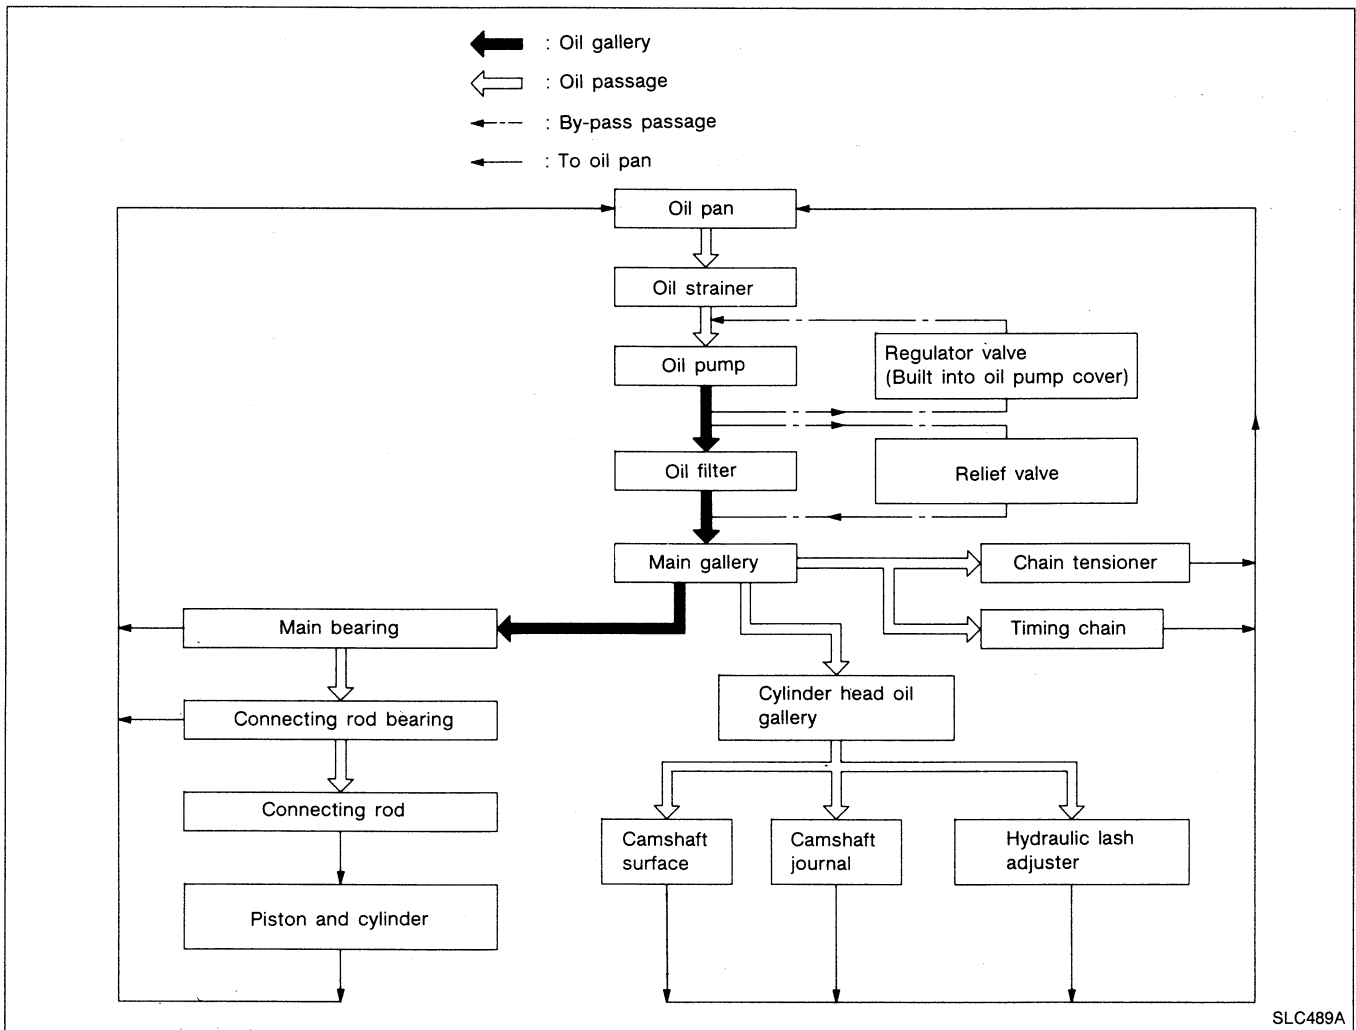 : Oil gallery
: Oil passage
: By-pass passage
: To oil pan
Oil pan
Oil strainer
Oil pump
Regulator valve
(Built into oil pump cover)
Oil filter
Relief valve
Main gallery
Chain tensioner
Main bearing
Timing chain
Cylinder head oil
gallery
Connecting rod bearing
Connecting rod
Camshaft
surface
Camshaft
journal
Hydraulic lash
adjuster
Piston and cylinder
SLC489A